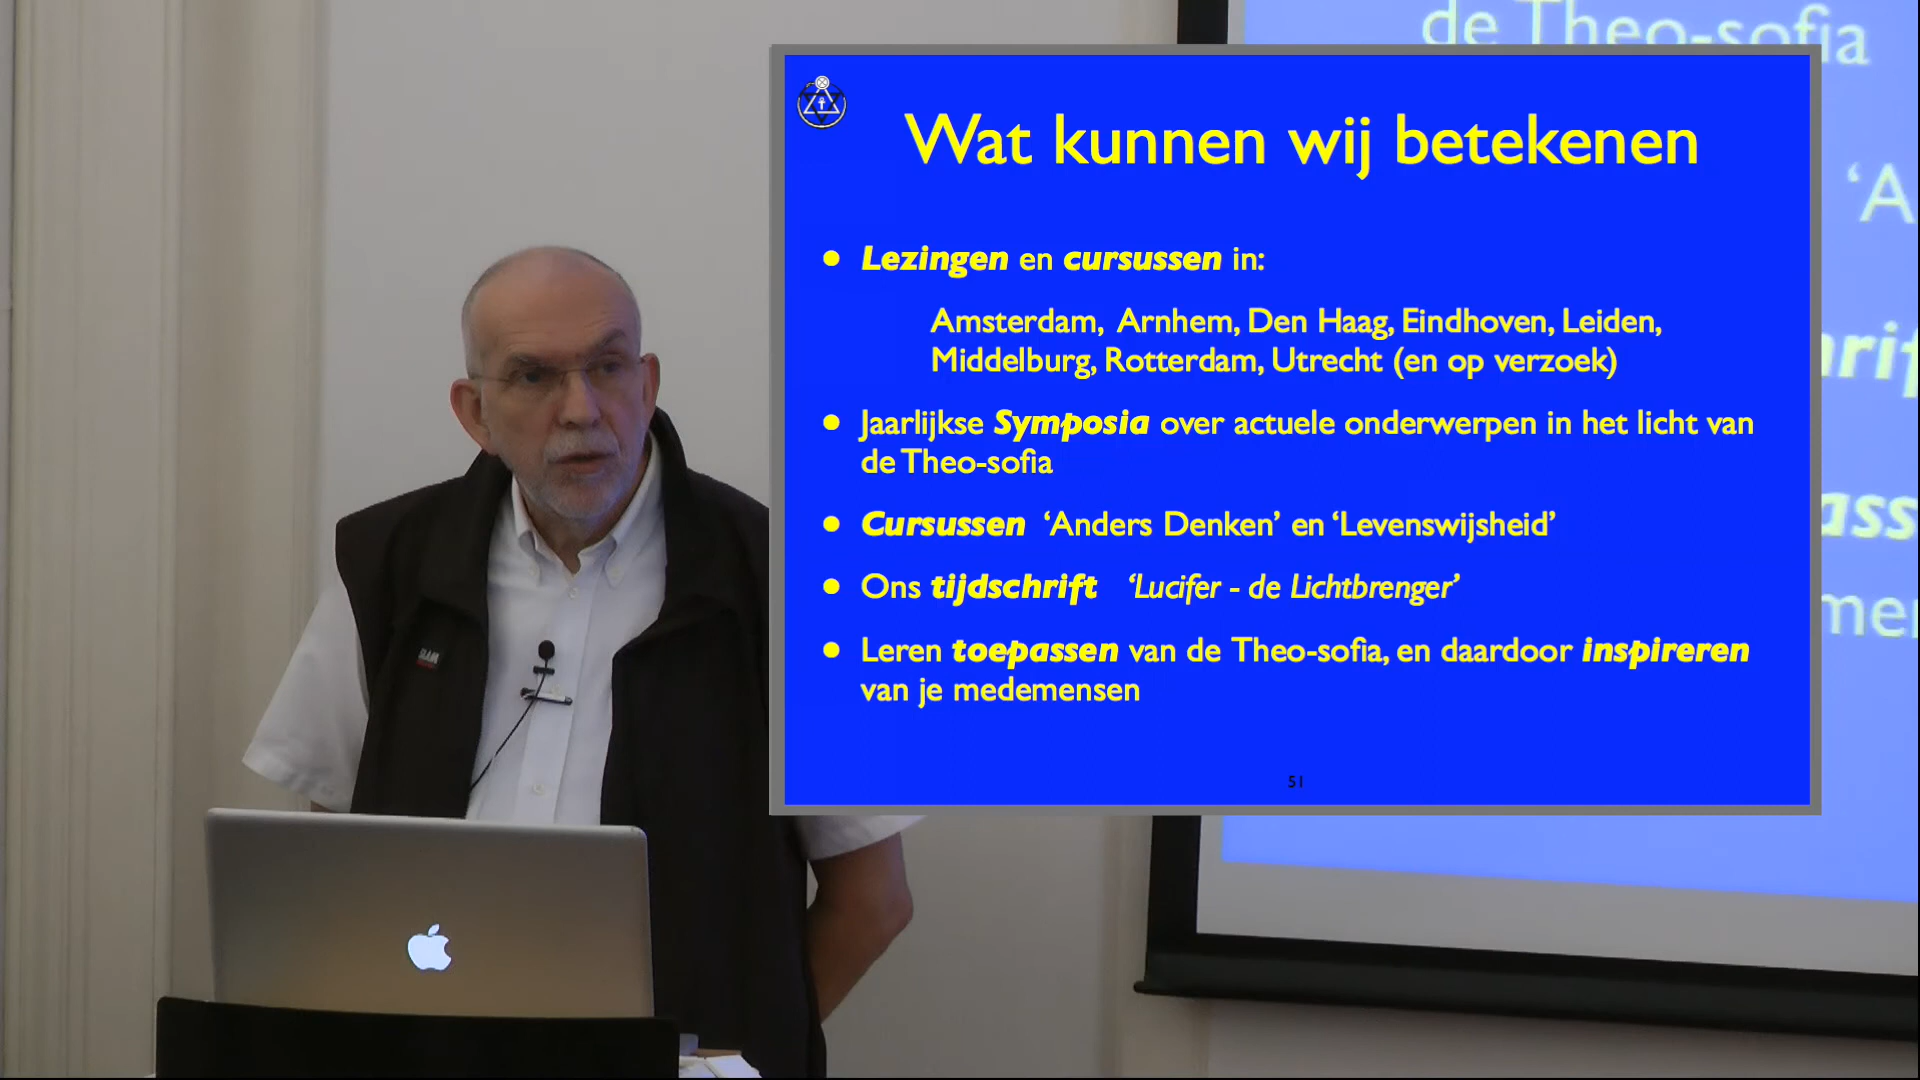 de Theo-sofia
Wat kunnen wij betekenen
• Lezingen en cursussen in:
Amsterdam, Arnhem, Den Haag, Eindhoven, Leiden,
Middelburg, Rotterdam, Utrecht (en op verzoek)
• Jaarlijkse Symposia over actuele onderwerpen in het licht van
de Theo-sofia
• Cursussen ‘Anders Denken’ en ‘Levenswijsheid’
• Ons tijdschrift ‘Lucifer - de Lichtbrenger’
• Leren toepassen van de Theo-sofia, en daardoor inspireren
van je medemensen
51
‘A